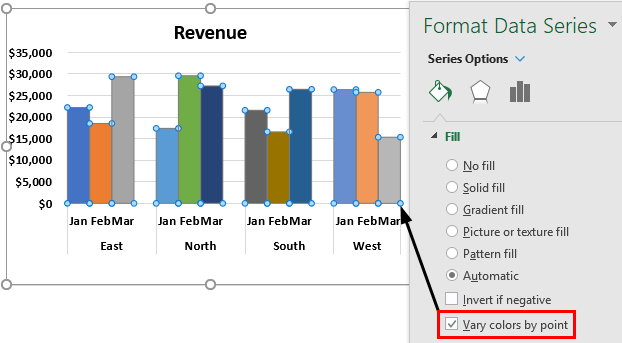 Revenue
$35,000
$30,000
$25,000
$20,000
$15,000
$10,000
$5,000
$0
Jan Feb Mar Jan Feb Mar Jan Feb Mar Jan Feb Mar
East North South West
Format Data Series
Series Options
Fill
No fill
Solid fill
Gradient fill
Picture or texture fill
Pattern fill
Automatic
Invert if negative
Vary colors by point